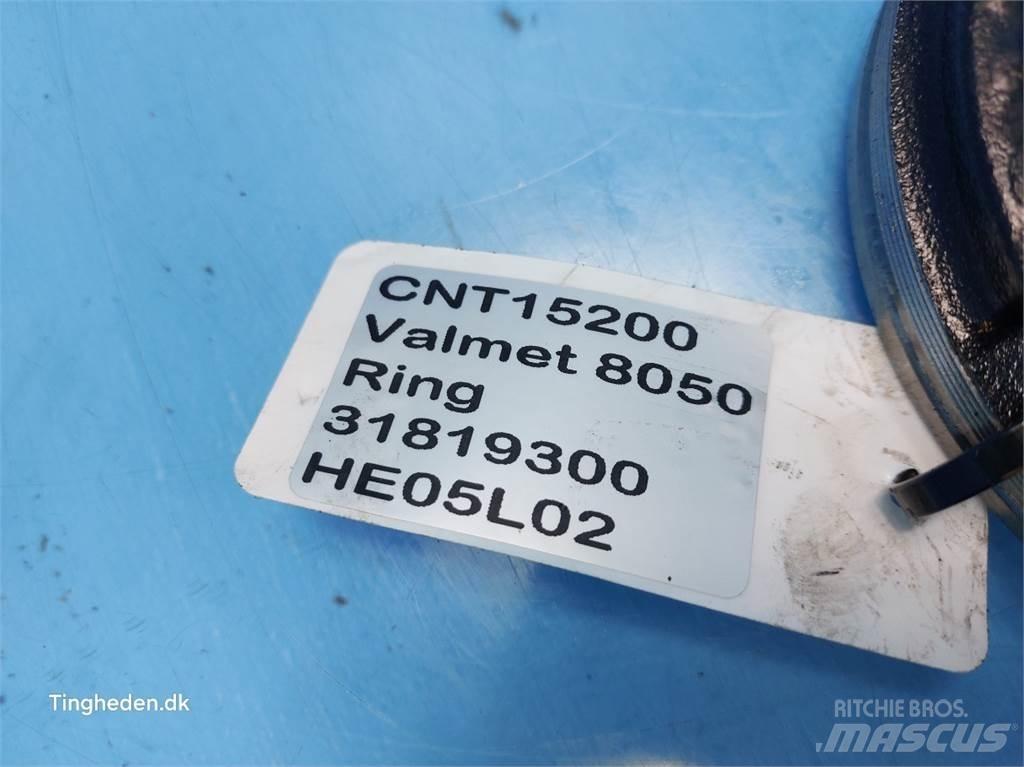 CNT15200
Valmet 8050
Ring
31819300
HE05L02
Tingheden.dk
RITCHIE BROS.
MASCUS